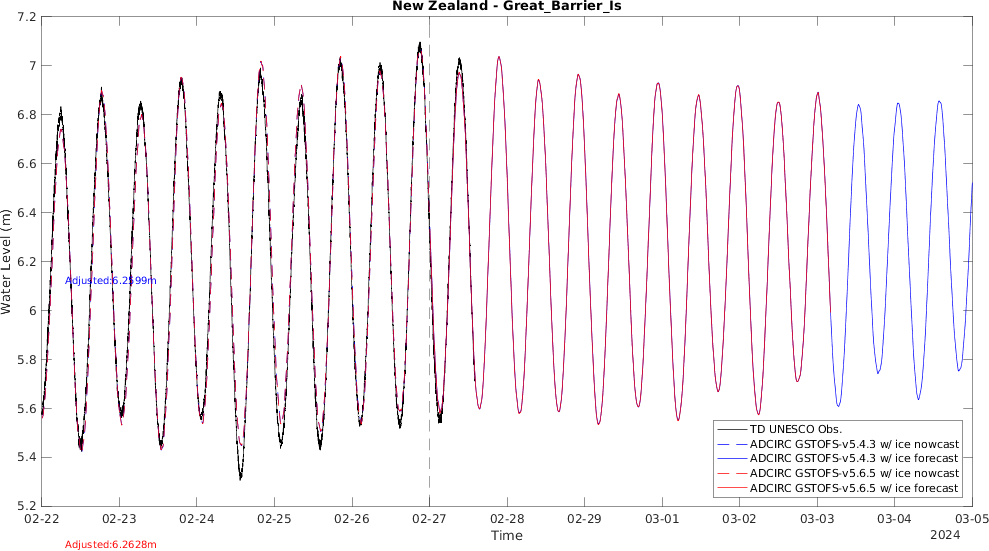 New Zealand - Great_Barrier_Is
7.2
7
6.8
6.6
6.4
6.2
6
5.8
5.6
5.4
5.2
Water Level (m)
Adjusted:6.2599m
TD UNESCO Obs.
ADCIRC GSTOFS-v5.4.3 w/ ice nowcast
ADCIRC GSTOFS-v5.4.3 w/ ice forecast
ADCIRC GSTOFS-v5.6.5 w/ ice nowcast
ADCIRC GSTOFS-v5.6.5 w/ ice forecast
02-22 02-23 02-24 02-25 02-26 02-27 02-28 02-29 03-01 03-02 03-03 03-04 03-05
Time
2024
Adjusted:6.2628m